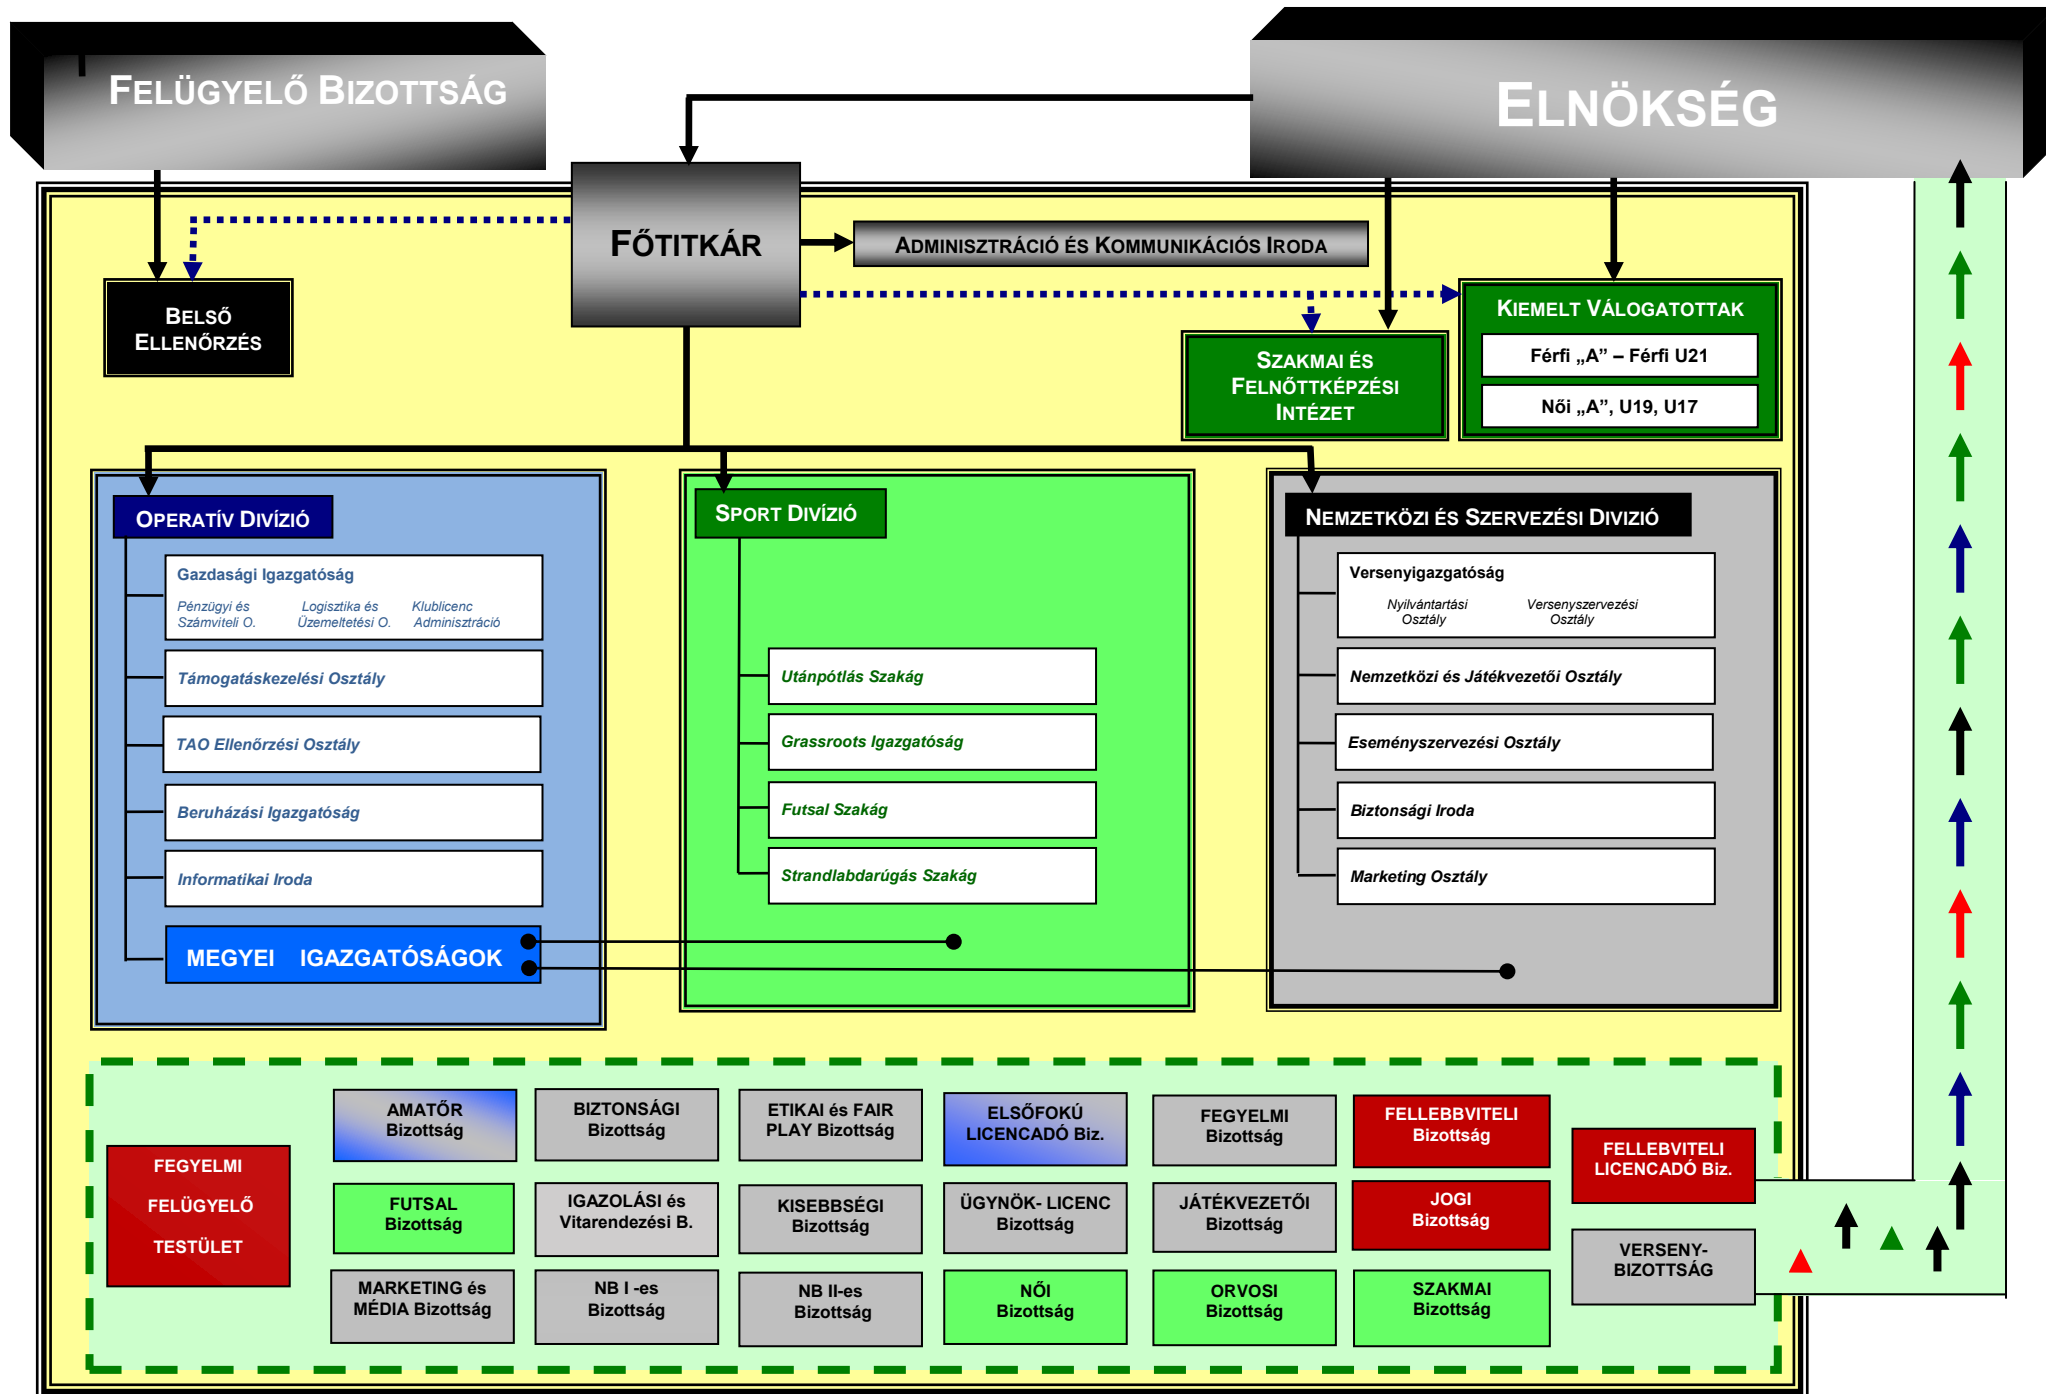 FELÜGYELŐ BIZOTTSÁG
ELNÖKSÉG
FŐTITKÁR
ADMINISZTRÁCIÓ ÉS KOMMUNIKÁCIÓS IRODA
BELSŐ
ELLENŐRZÉS
SZAKMAI ÉS
FELNŐTTKÉPZÉSI
INTÉZET
KIEMELT VÁLOGATOTTAK
Férfi „A” – Férfi U21
Női „A”, U19, U17
OPERATÍV DIVÍZIÓ
Gazdasági Igazgatóság
Pénzügyi és Logisztika és Klublicenc
Számviteli O. Üzemeltetési O. Adminisztráció
Támogatáskezelési Osztály
TAO Ellenőrzési Osztály
Beruházási Igazgatóság
Informatikai Iroda
MEGYEI IGAZGATÓSÁGOK
SPORT DIVÍZIÓ
Utánpótlás Szakág
Grassroots Igazgatóság
Futsal Szakág
Strandlabdarúgás Szakág
NEMZETKÖZI ÉS SZERVEZÉSI DIVIZIÓ
Versenyigazgatóság
Nyilvántartási Versenyszervezési
Osztály Osztály
Nemzetközi és Játékvezetői Osztály
Eseményszervezési Osztály
Biztonsági Iroda
Marketing Osztály
FEGYELMI
FELÜGYELŐ
TESTÜLET
AMATŐR
Bizottság
BIZTONSÁGI
Bizottság
ETIKAI és FAIR
PLAY Bizottság
ELSŐFOKÚ
LICENCADÓ Biz.
FEGYELMI
Bizottság
FELLEBBVITELI
Bizottság
FELLEBVITELI
LICENCADÓ Biz.
FUTSAL
Bizottság
IGAZOLÁSI és
Vitarendezési B.
KISEBBSÉGI
Bizottság
ÜGYNÖK- LICENC
Bizottság
JÁTÉKVEZETŐI
Bizottság
JOGI
Bizottság
VERSENY-
BIZOTTSÁG
MARKETING és
MÉDIA Bizottság
NB I -es
Bizottság
NB II-es
Bizottság
NŐI
Bizottság
ORVOSI
Bizottság
SZAKMAI
Bizottság